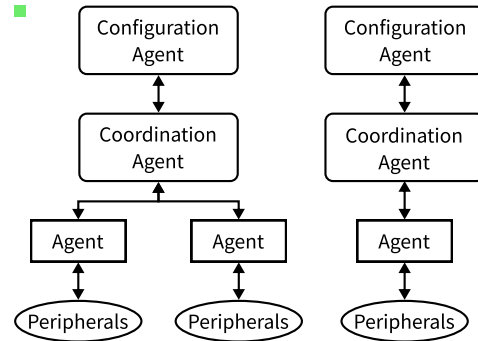 Configuration
Agent
Configuration
Agent
Coordination
Agent
Coordination
Agent
Agent
Agent
Agent
Peripherals
Peripherals
Peripherals